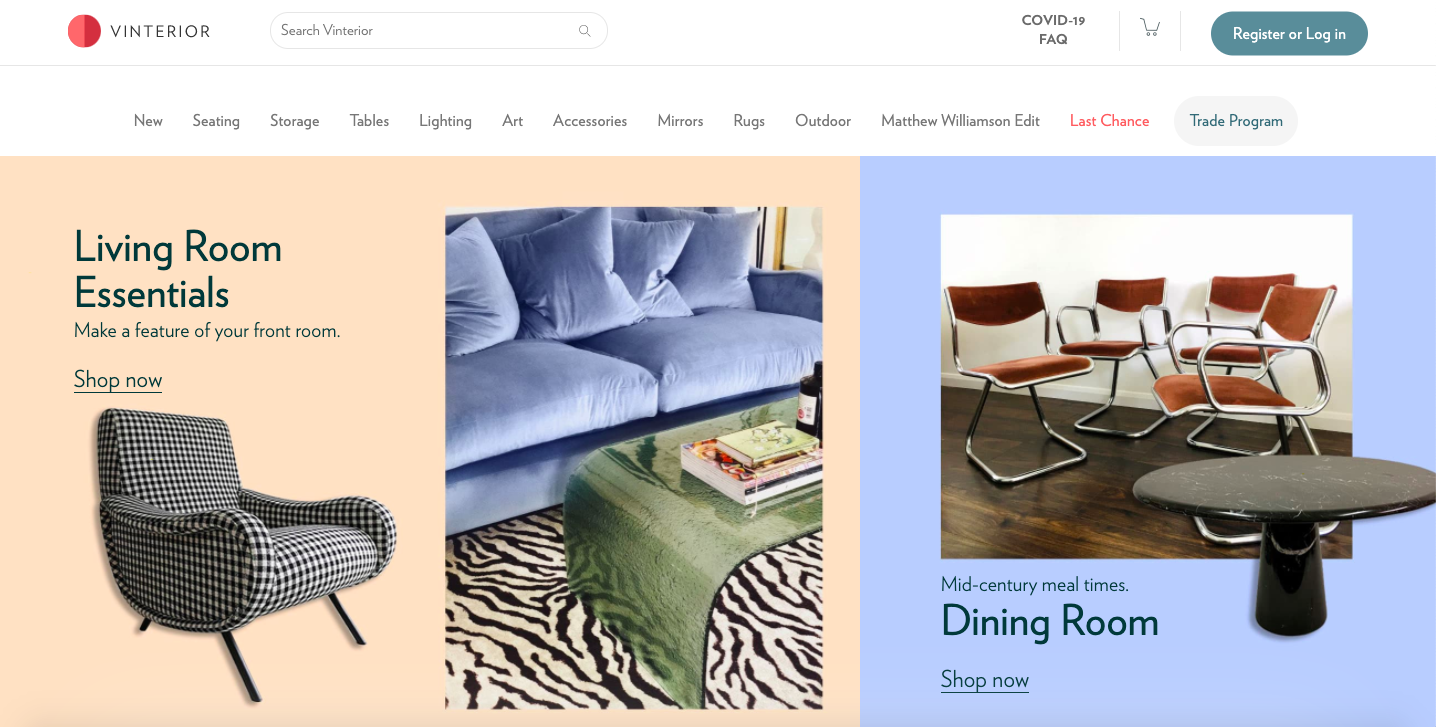 VINTERIOR
Search Vinterior
COVID-19
FAQ
Register or Log in
New
Seating
Storage
Tables
Lighting
Art
Accessories
Mirrors
Rugs
Outdoor
Matthew Williamson Edit
Last Chance
Trade Program
Living Room
Essentials
Make a feature of your front room.
Shop now
Mid-century meal times.
Dining Room
Shop now